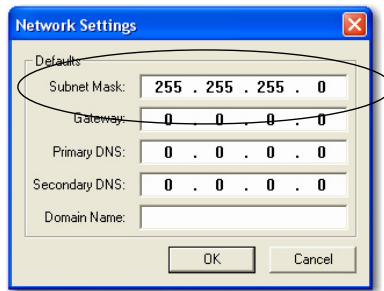 Network Settings
Defaults
Subnet Mask: 255 . 255 . 255 . 0
Gateway: 0 . 0 . 0 . 0
Primary DNS: 0 . 0 . 0 . 0
Secondary DNS: 0 . 0 . 0 . 0
Domain Name:
OK Cancel